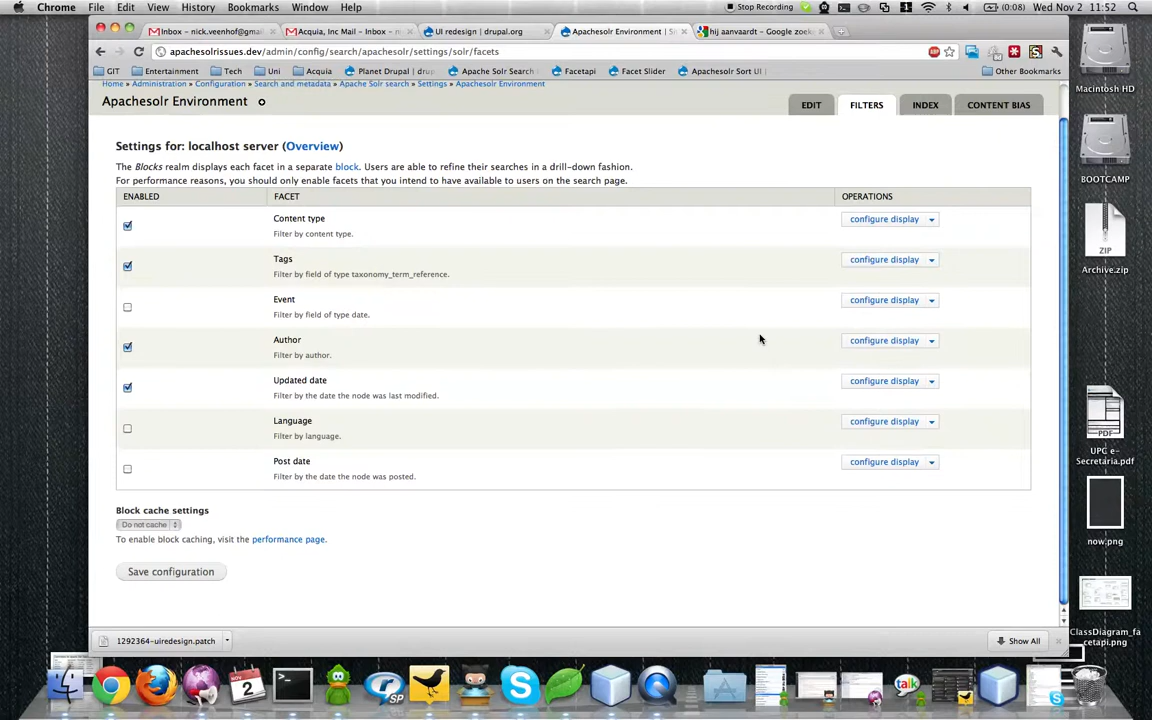 Chrome File Edit View History Bookmarks Window Help Stop Recording (0:08) Wed Nov 2 11:52
Inbox - nick.veenhof@gmail. Acquia, Inc Mail - Inbox - n UI redesign | drupal.org Apachesolr Environment | S hij aanvaardt - Google zoek
apachesolrissues.dev/admin/config/search/apachesolr/settings/solr/facets
GIT Entertainment Tech Uni Acquia Planet Drupal | drup Apache Solr Search Facetapi Facet Slider Apachesolr Sort UI | Other Bookmarks
Home » Administration » Configuration » Search and metadata » Apache Solr search » Settings » Apachesolr Environment
Apachesolr Environment
EDIT FILTERS INDEX CONTENT BIAS
Settings for: localhost server (Overview)
The Blocks realm displays each facet in a separate block. Users are able to refine their searches in a drill-down fashion.
For performance reasons, you should only enable facets that you intend to have available to users on the search page.
ENABLED FACET OPERATIONS
Content type configure display
Filter by content type.
Tags configure display
Filter by field of type taxonomy_term_reference.
Event configure display
Filter by field of type date.
Author configure display
Filter by author.
Updated date configure display
Filter by the date the node was last modified.
Language configure display
Filter by language.
Post date configure display
Filter by the date the node was posted.
Block cache settings
Do not cache
To enable block caching, visit the performance page.
Save configuration
1292364-uiredesign.patch Show All
Macintosh HD
BOOTCAMP
ZIP
Archive.zip
PDF
UPC e-
Secretaria.pdf
now.png
ClassDiagram_fa
cetapi.png
NOV
2
SP
talk